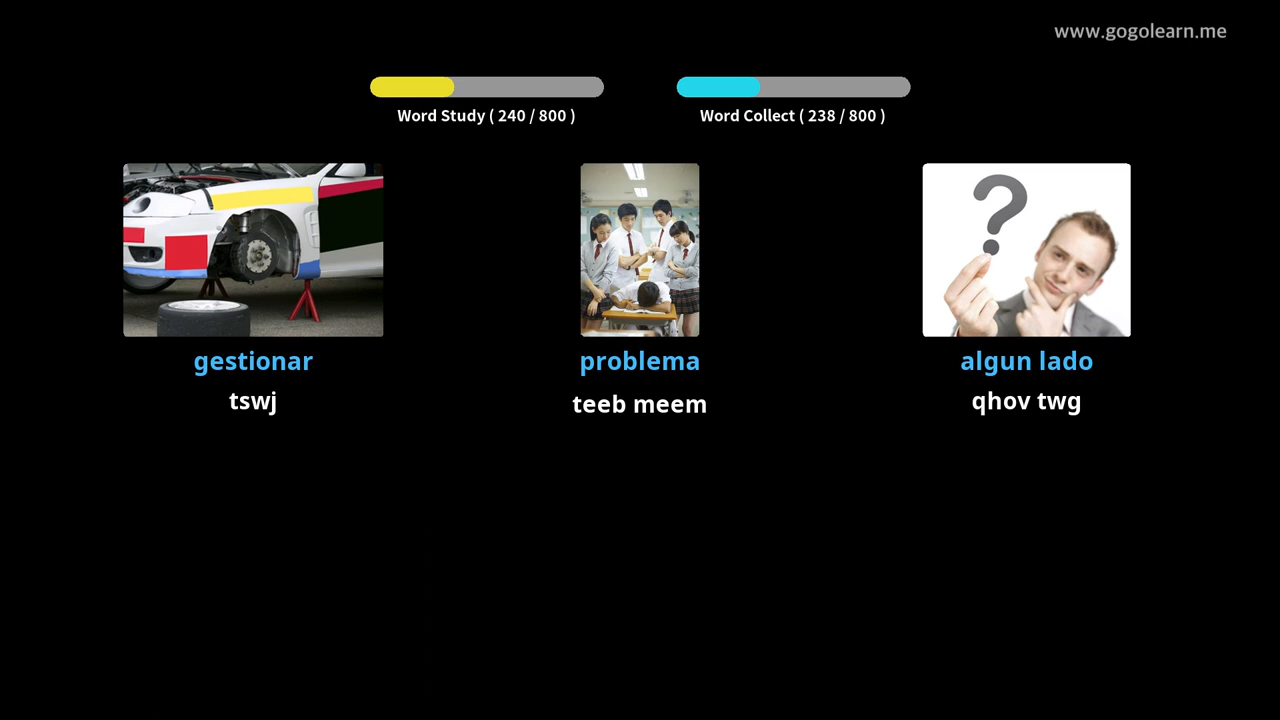 www.gogolearn.me
Word Study ( 240 / 800 )
Word Collect ( 238 / 800 )
gestionar
problema
algun lado
tswj
teeb meem
qhov twg